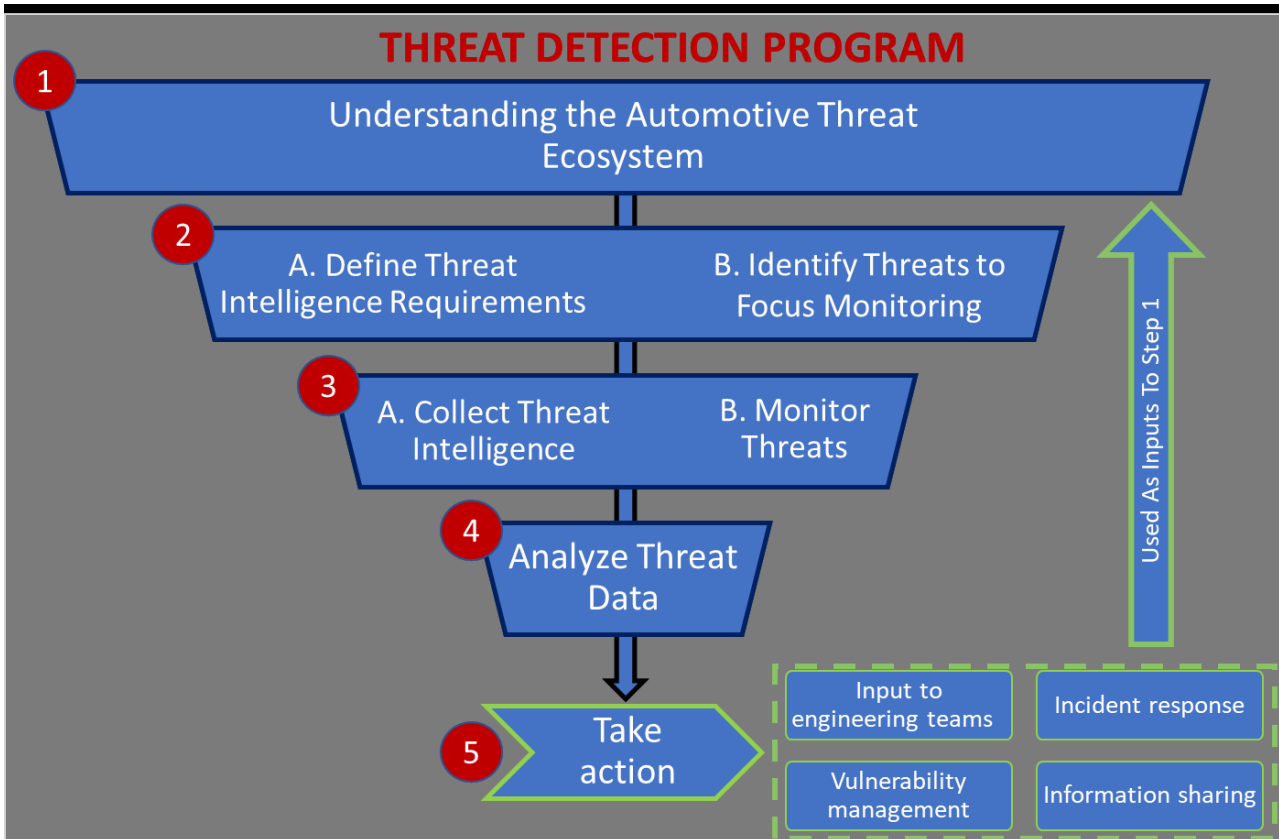 THREAT DETECTION PROGRAM
1
Understanding the Automotive Threat
Ecosystem
2
A. Define Threat
Intelligence Requirements
B. Identify Threats to
Focus Monitoring
3
A. Collect Threat
Intelligence
B. Monitor
Threats
4
Analyze Threat
Data
5
Take
action
Input to
engineering teams
Incident response
Vulnerability
management
Information sharing
Used As Inputs To Step 1